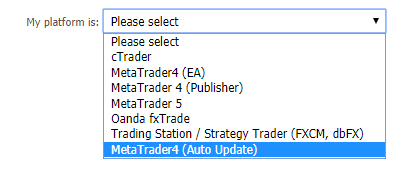 My platform is: Please select
Please select
cTrader
MetaTrader4 (EA)
MetaTrader 4 (Publisher)
MetaTrader 5
Oanda fxTrade
Trading Station / Strategy Trader (FXCM, dbFX)
MetaTrader4 (Auto Update)